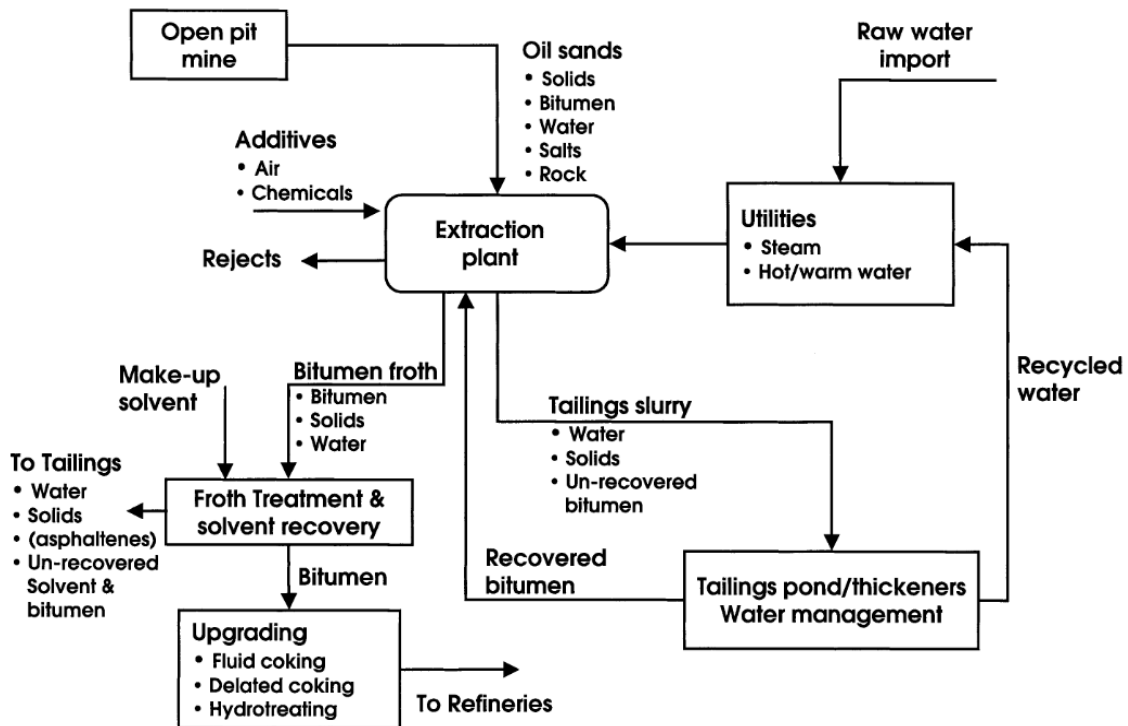 Open pit
mine
Oil sands
• Solids
• Bitumen
• Water
• Salts
• Rock
Raw water
import
Additives
• Air
• Chemicals
Extraction
plant
Utilities
• Steam
• Hot/warm water
Rejects
Make-up
solvent
Bitumen froth
• Bitumen
• Solids
• Water
Tailings slurry
• Water
• Solids
• Un-recovered
bitumen
Recycled
water
To Tailings
• Water
• Solids
• (asphaltenes)
• Un-recovered
Solvent &
bitumen
Froth Treatment &
solvent recovery
Bitumen
Recovered
bitumen
Tailings pond/thickeners
Water management
Upgrading
• Fluid coking
• Delated coking
• Hydrotreating
To Refineries